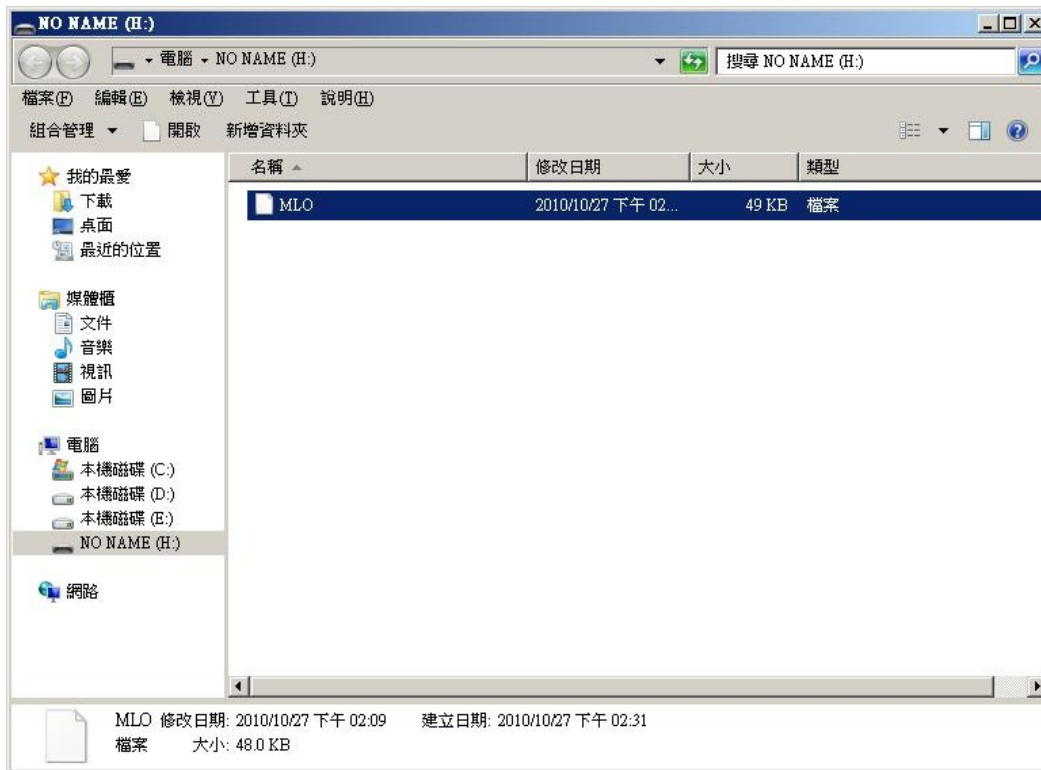 NO NAME (H:)
電腦 NO NAME (H:)
搜尋 NO NAME (H:)
檔案(F) 編輯(E) 檢視(V) 工具(T) 說明(H)
組合管理 開啟 新增資料夾
我的最愛
下載
桌面
最近的位置
媒體櫃
文件
音樂
視訊
圖片
電腦
本機磁碟 (C:)
本機磁碟 (D:)
本機磁碟 (E:)
NO NAME (H:)
網路
名稱 修改日期 大小 類型
MLO 2010/10/27 下午 02... 49 KB 檔案
MLO 修改日期: 2010/10/27 下午 02:09 建立日期: 2010/10/27 下午 02:31
檔案 大小: 48.0 KB